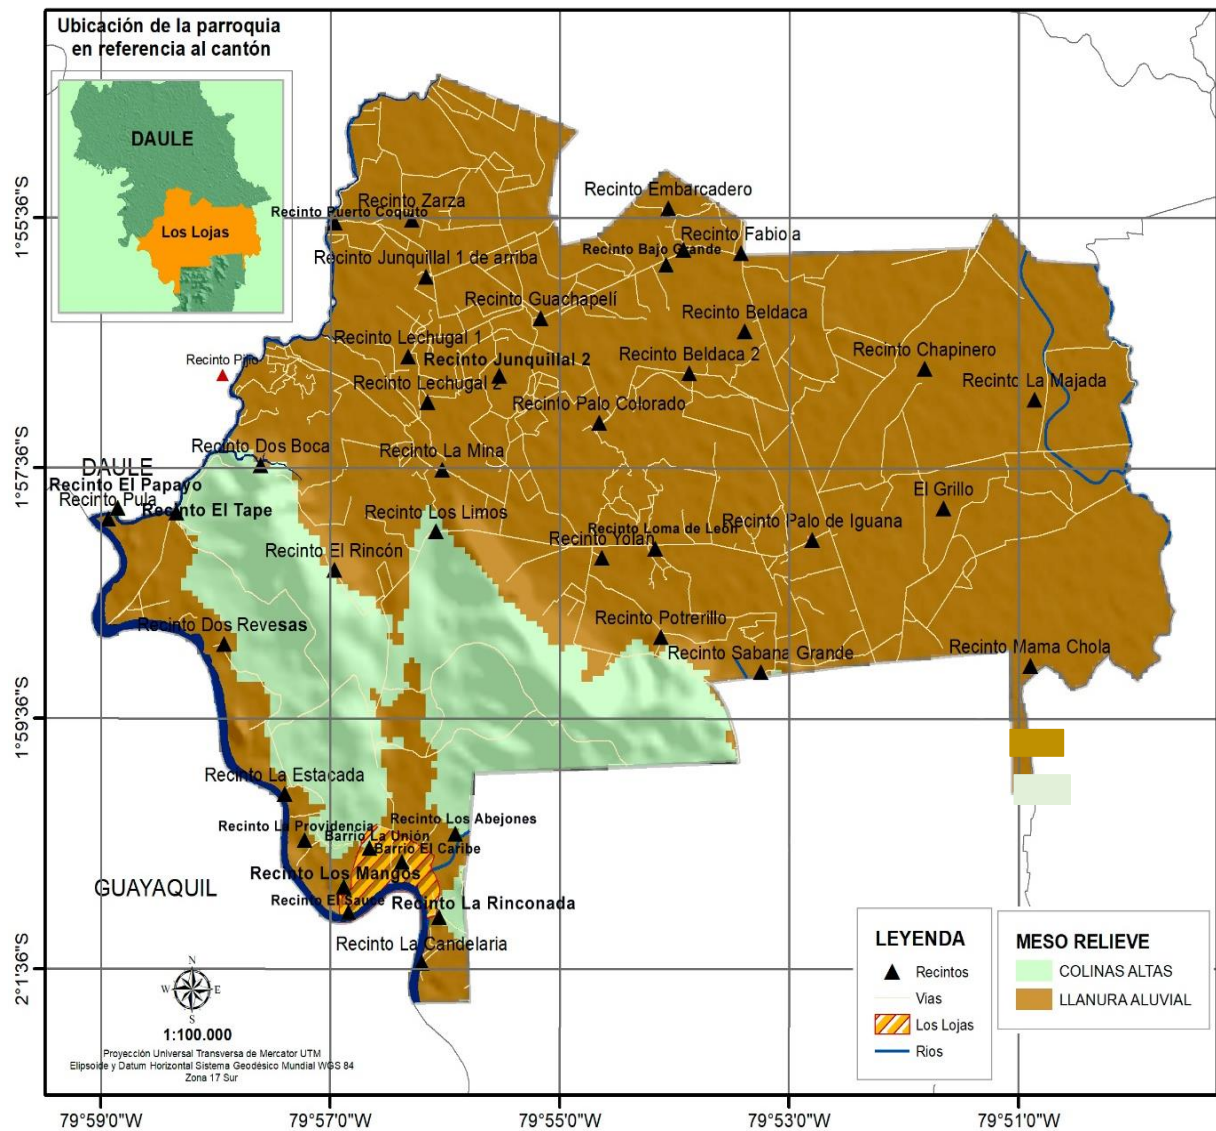 Ubicación de la parroquia
en referencia al cantón
DAULE
Los Lojas
1°55'36"S
1°57'36"S
1°59'36"S
2°1'36"S
Recinto Embarcadero
Recinto Zarza
Recinto Puerto Coquito
Recinto Fabiola
Recinto Bajo Grande
Recinto Junquillal 1 de arriba
Recinto Guachapelí
Recinto Beldaca
Recinto Lechugal 1
Recinto Junquillal 2
Recinto Beldaca 2
Recinto Chapinero
Recinto Pijio
Recinto Lechugal 2
Recinto La Majada
Recinto Palo Colorado
Recinto Dos Boca
Recinto La Mina
DAULE
Recinto El Paparo
Recinto Pula
Recinto El Tape
El Grillo
Recinto Los Limos
Recinto Palo de Iguana
Recinto Loma de León
Recinto Yolán
Recinto El Rincón
Recinto Dos Revesas
Recinto Potrerillo
Recinto Sabana Grande
Recinto Mama Chola
Recinto La Estacada
Recinto Los Abejones
Recinto La Providencia
Barrio La Unión
Barrio El Caribe
Recinto Los Mangos
GUAYAQUIL
Recinto El Sauce
Recinto La Rinconada
Recinto La Candelaria
N
W
E
S
1:100.000
Proyección Universal Transversa de Mercator UTM
Elipsoide y Datum Horizontal Sistema Geodésico Mundial WGS 84
Zona 17 Sur
LEYENDA
Recintos
Vias
Los Lojas
Rios
MESO RELIEVE
COLINAS ALTAS
LLANURA ALUVIAL
79°59'0"W
79°57'0"W
79°55'0"W
79°53'0"W
79°51'0"W